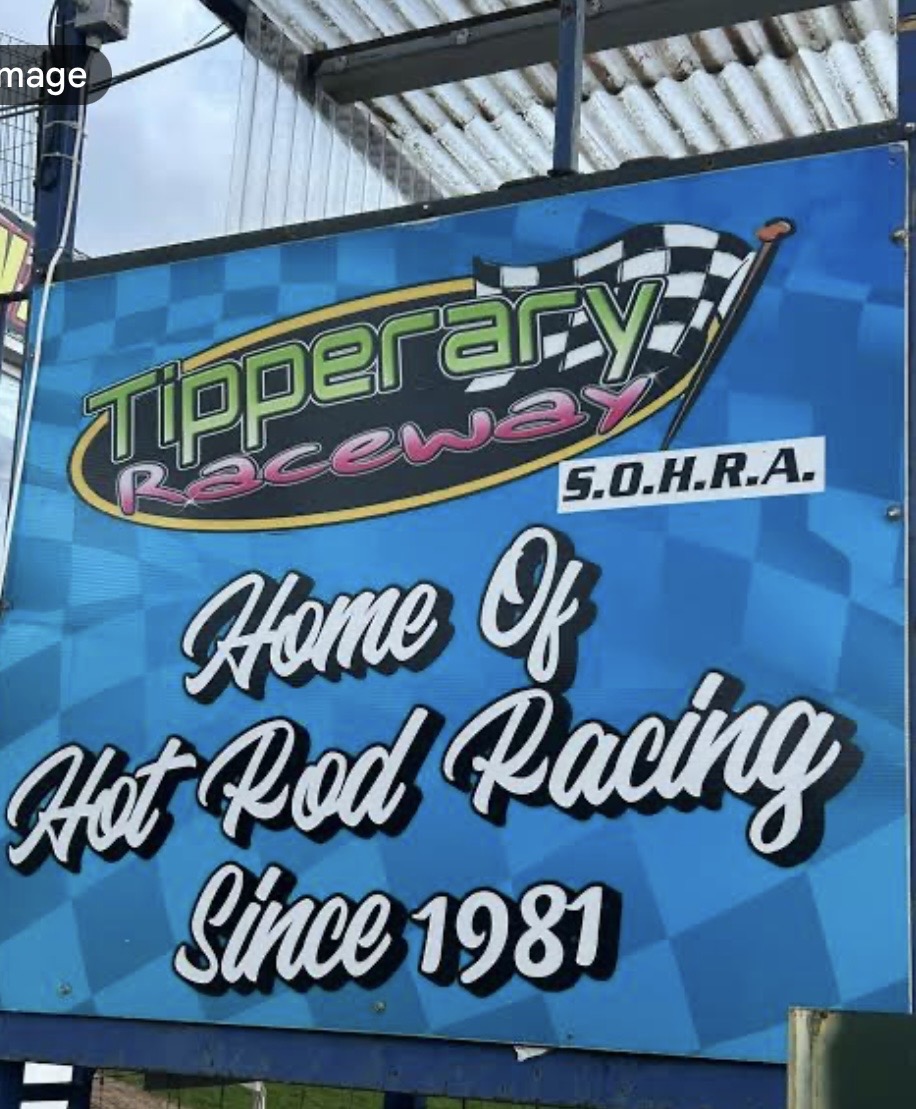 mage
Tipperary
Raceway
S.O.H.R.A.
Home Of
Hot Rod Racing
Since 1981